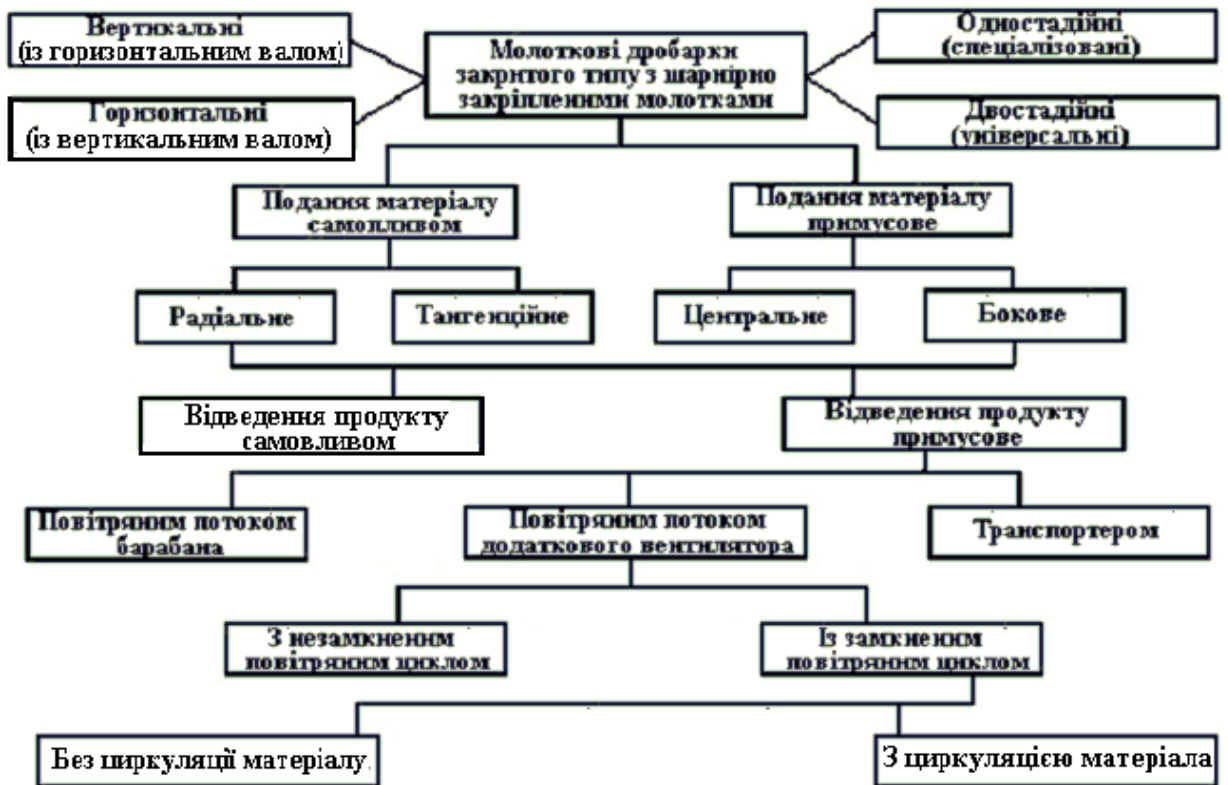 Вертикальні
(із горизонтальним валом)
Молоткові дробарки
закритого типу з шарнірно
закріпленими молотками
Одностадійні
(спеціалізовані)
Горизонтальні
(із вертикальним валом)
Двостадійні
(універсальні)
Подання матеріалу
самопливом
Подання матеріалу
примусове
Радіальне
Тангенційне
Центральне
Бокове
Відведення продукту
самовливом
Відведення продукту
примусове
Повітряним потоком
барабана
Повітряним потоком
додаткового вентилятора
Транспортером
З незамкненим
повітряним циклом
Із замкненим
повітряним циклом
Без циркуляції матеріалу
З циркуляцією матеріала